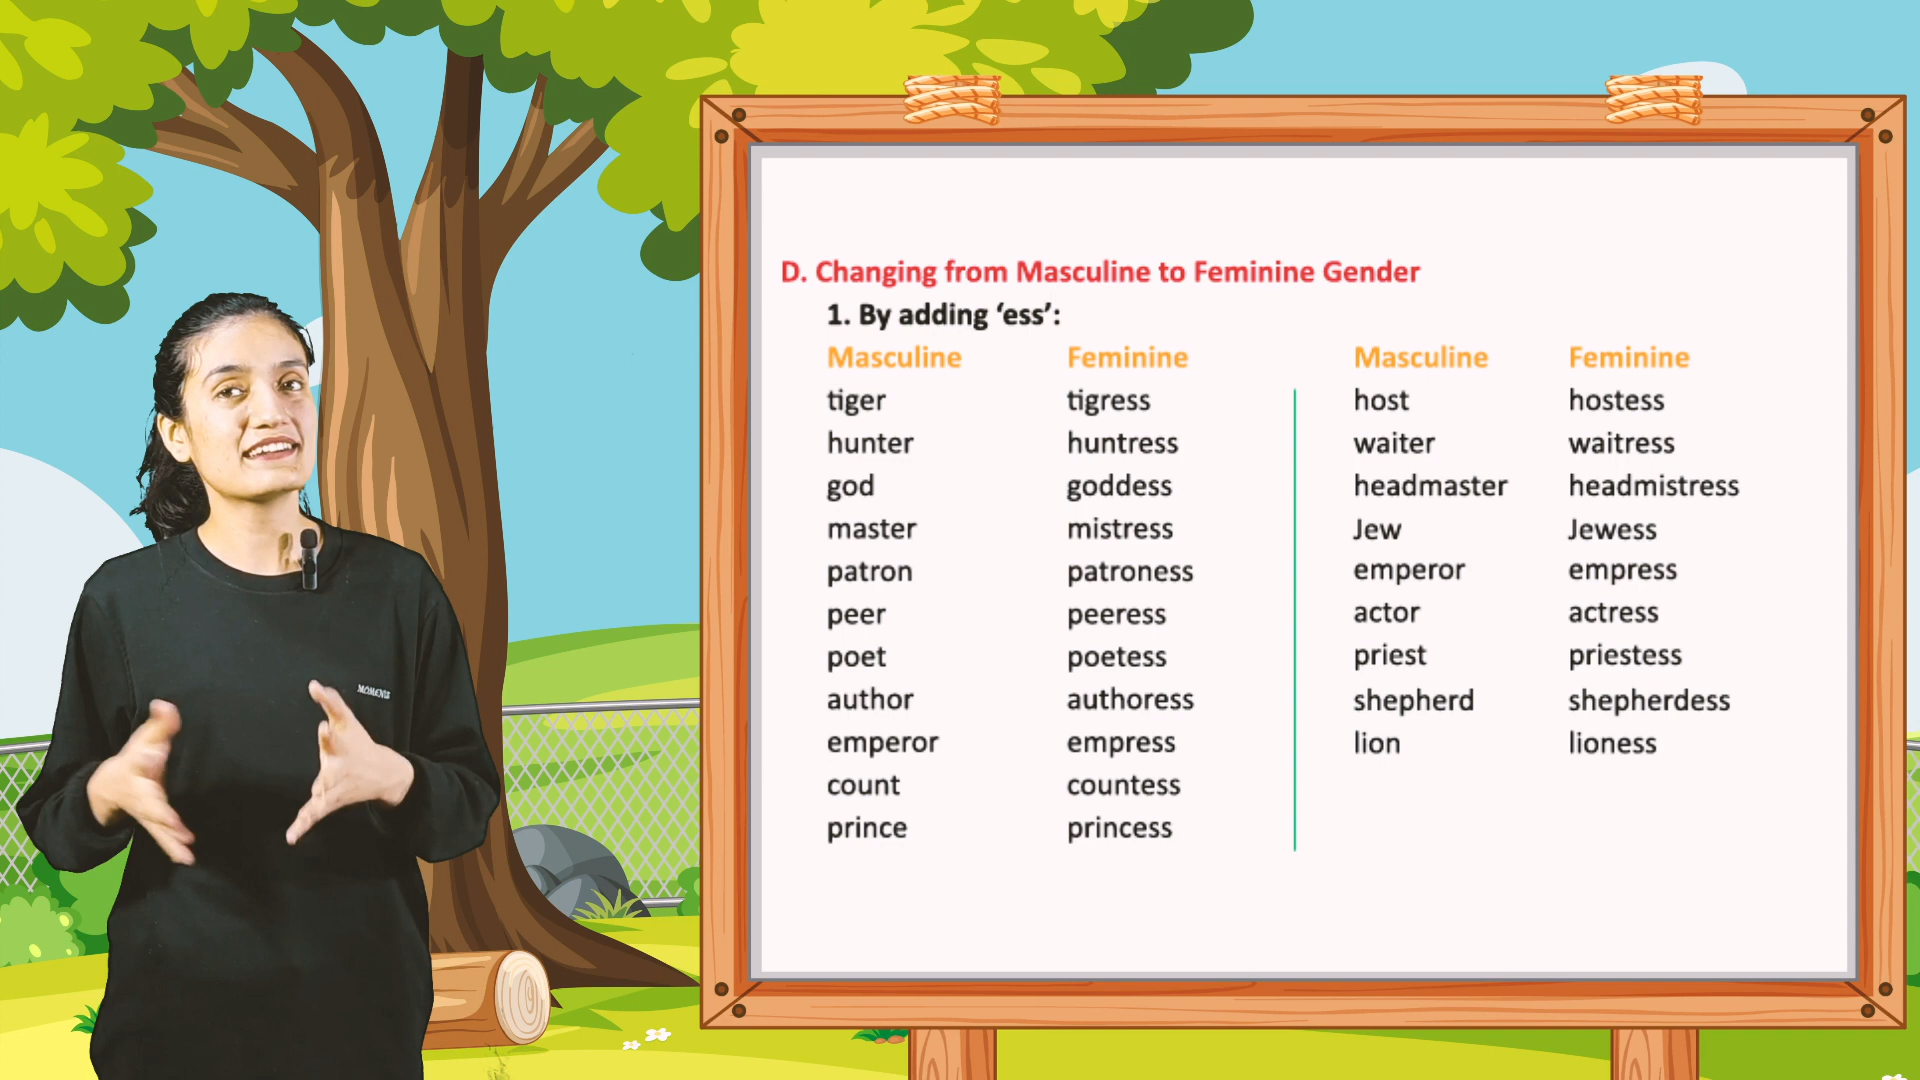 D. Changing from Masculine to Feminine Gender
1. By adding ‘ess’:
Masculine Feminine Masculine Feminine
tiger tigress host hostess
hunter huntress waiter waitress
god goddess headmaster headmistress
master mistress Jew Jewess
patron patroness emperor empress
peer peeress actor actress
poet poetess priest priestess
author authoress shepherd shepherdess
emperor empress lion lioness
count countess
prince princess